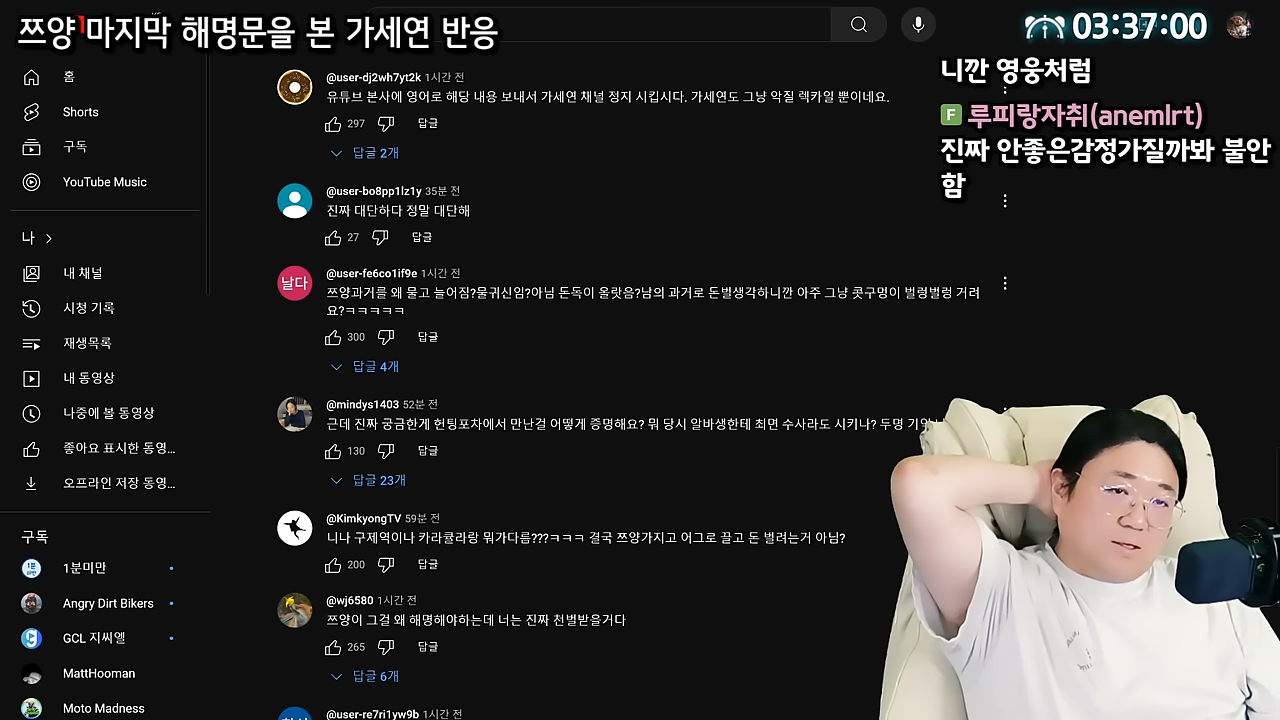 쯔양 마지막 해명문을 본 가세연 반응
03:37:00
니깐 영웅처럼
F 루피랑자취(anemlrt)
진짜 안좋은감정가질까봐 불안
함
홈
Shorts
구독
YouTube Music
나
내 채널
시청 기록
재생목록
내 동영상
나중에 볼 동영상
좋아요 표시한 동영...
오프라인 저장 동영...
구독
1분미만
Angry Dirt Bikers
GCL 지씨엘
MattHooman
Moto Madness
@user-dj2wh7yt2k 1시간 전
유튜브 본사에 영어로 해당 내용 보내서 가세연 채널 정지 시킵시다. 가세연도 그냥 악질 렉카일 뿐이네요.
297 답글
답글 2개
@user-bo8pp1lz1y 35분 전
진짜 대단하다 정말 대단해
27 답글
날다
@user-fe6co1if9e 1시간 전
쯔양과거를 왜 물고 늘어짐?물귀신임?아님 돈독이 올랏음?남의 과거로 돈벌생각하니깐 아주 그냥 콧구멍이 벌렁벌렁 거려
요?ㅋㅋㅋㅋㅋ
300 답글
답글 4개
@mindys1403 52분 전
근데 진짜 궁금한게 헌팅포차에서 만난걸 어떻게 증명해요? 뭐 당시 알바생한테 최면 수사라도 시키나? 두명
130 답글
답글 23개
@KimkyongTV 59분 전
니나 구제역이나 카라큘라랑 뭐가다름???ㅋㅋㅋ 결국 쯔양가지고 어그로 끌고 돈 벌려는거 아님?
200 답글
@wj6580 1시간 전
쯔양이 그걸 왜 해명해야하는데 너는 진짜 천벌받을거다
265 답글
답글 6개
@user-re7ri1yw9b 1시간 전